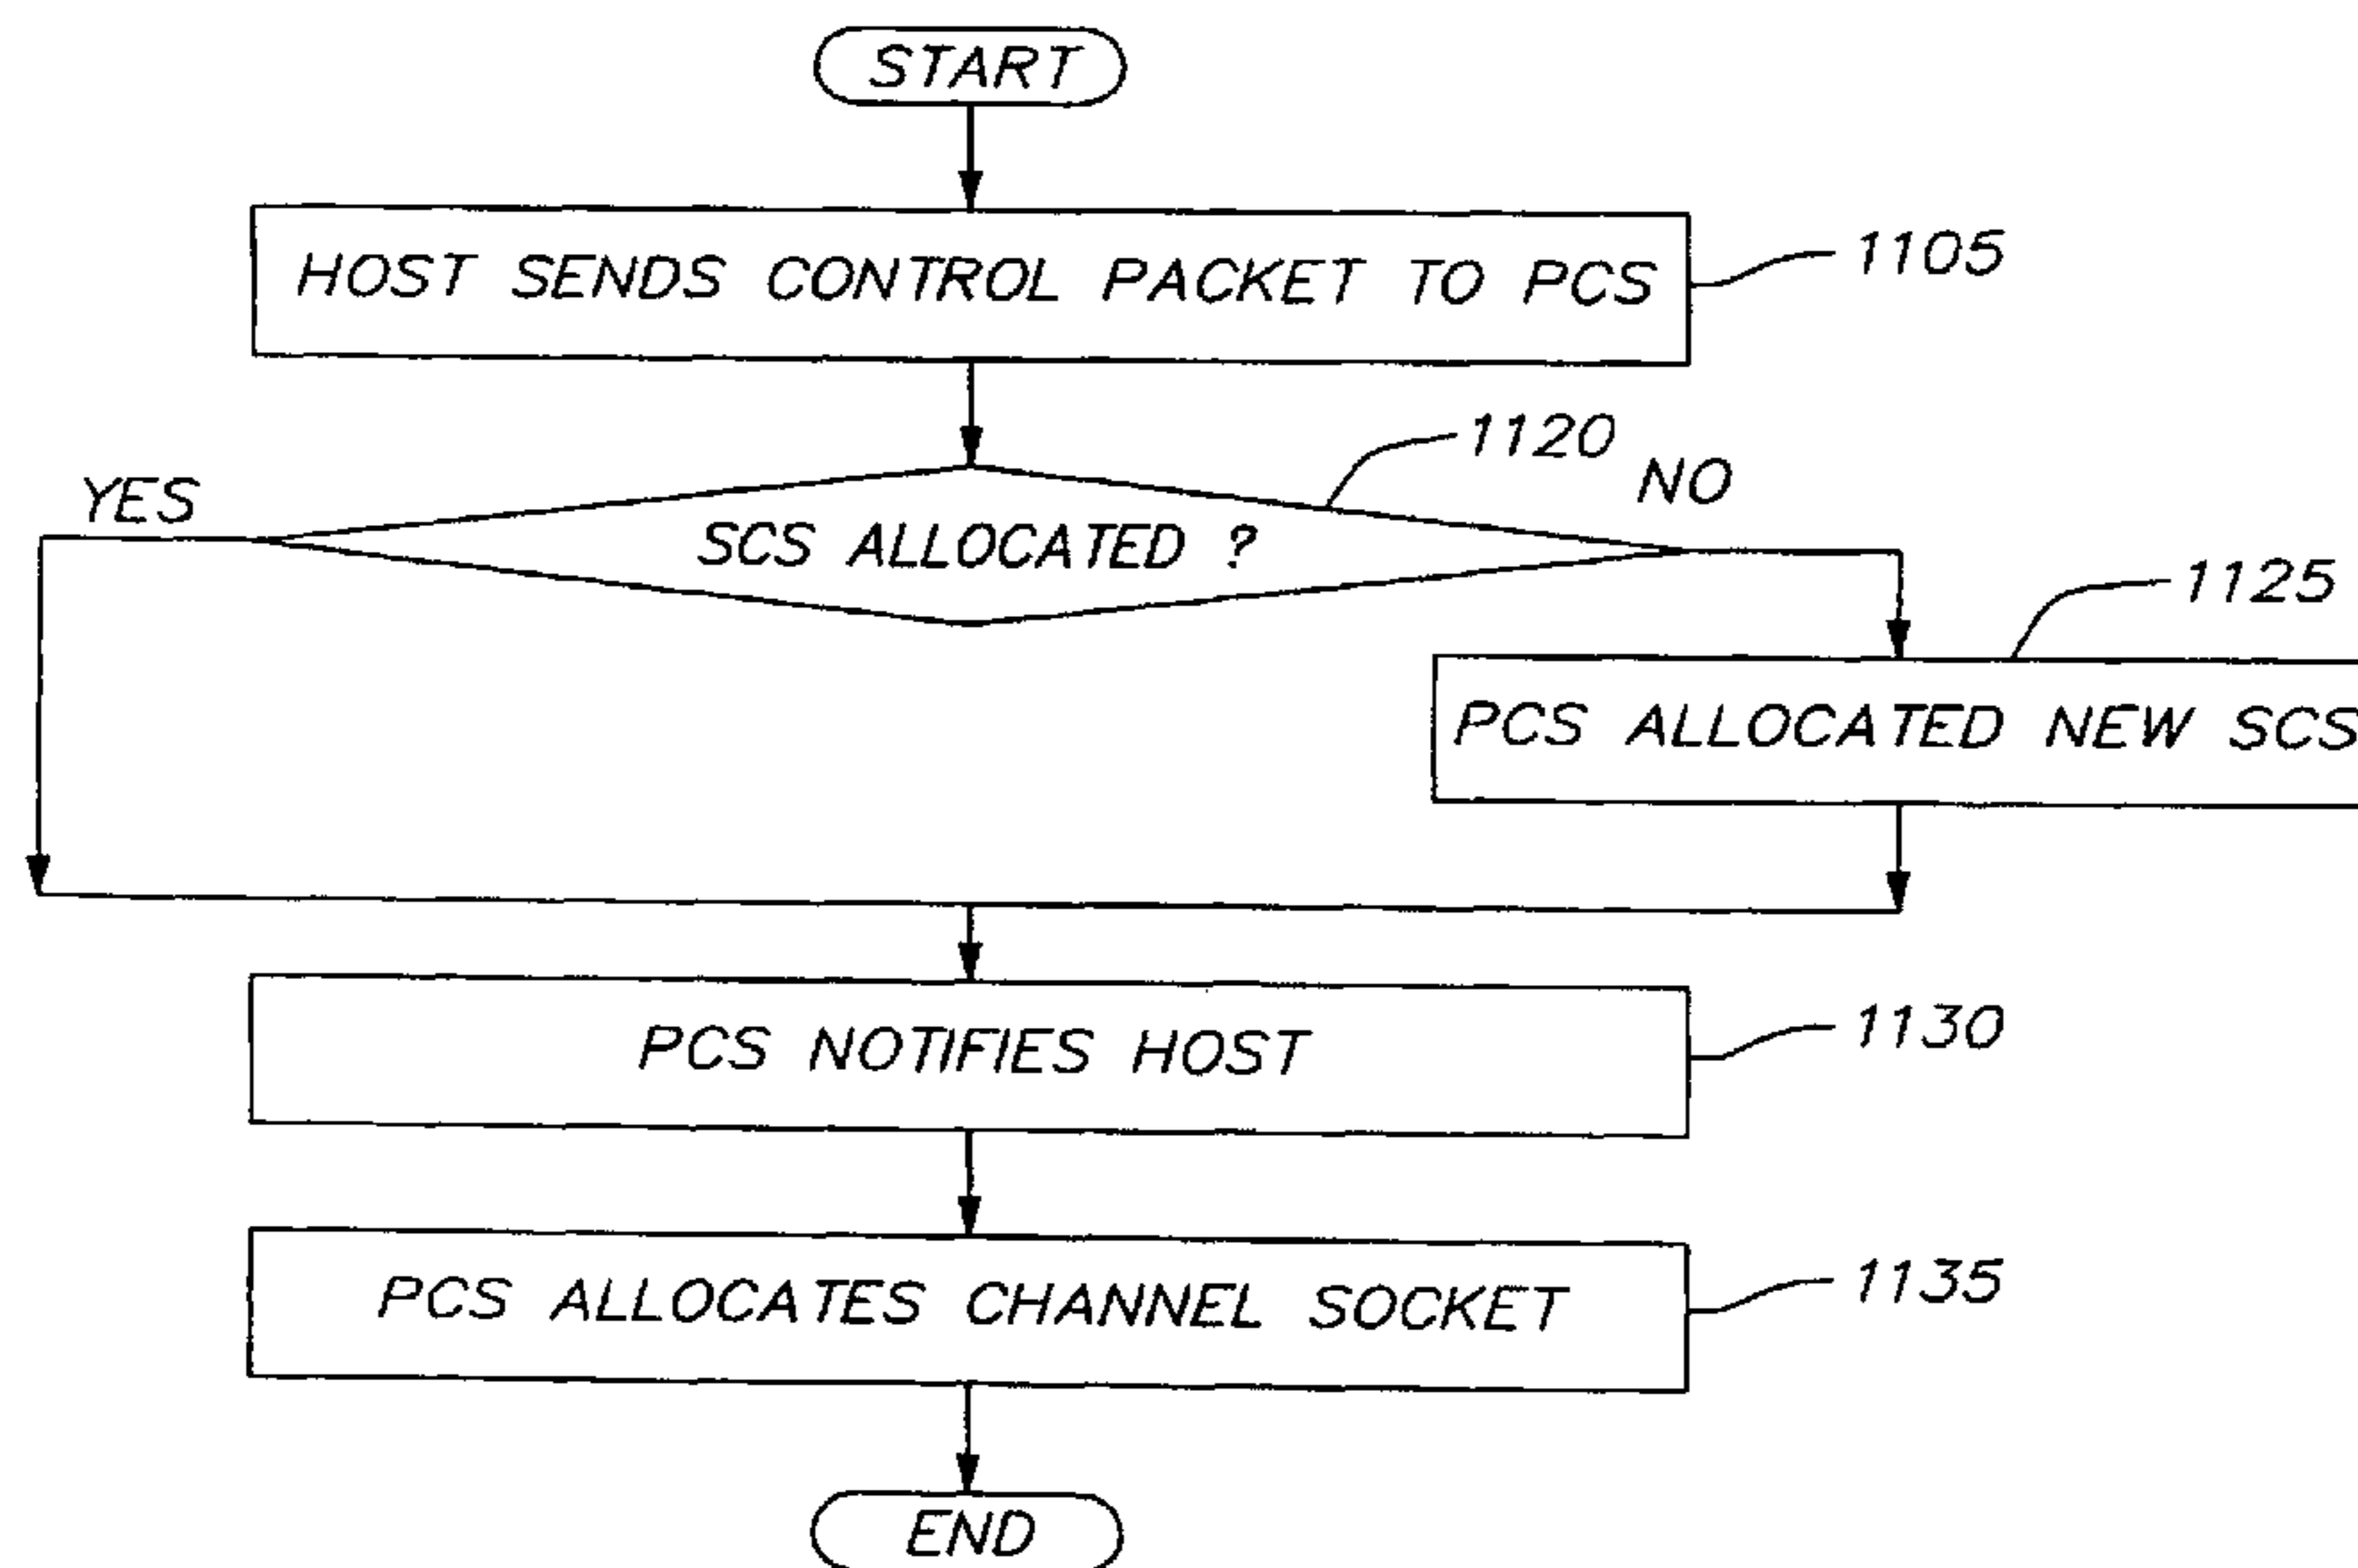 START
HOST SENDS CONTROL PACKET TO PCS
1105
1120
NO
YES
SCS ALLOCATED ?
1125
PCS ALLOCATED NEW SCS
PCS NOTIFIES HOST
1130
PCS ALLOCATES CHANNEL SOCKET
1135
END